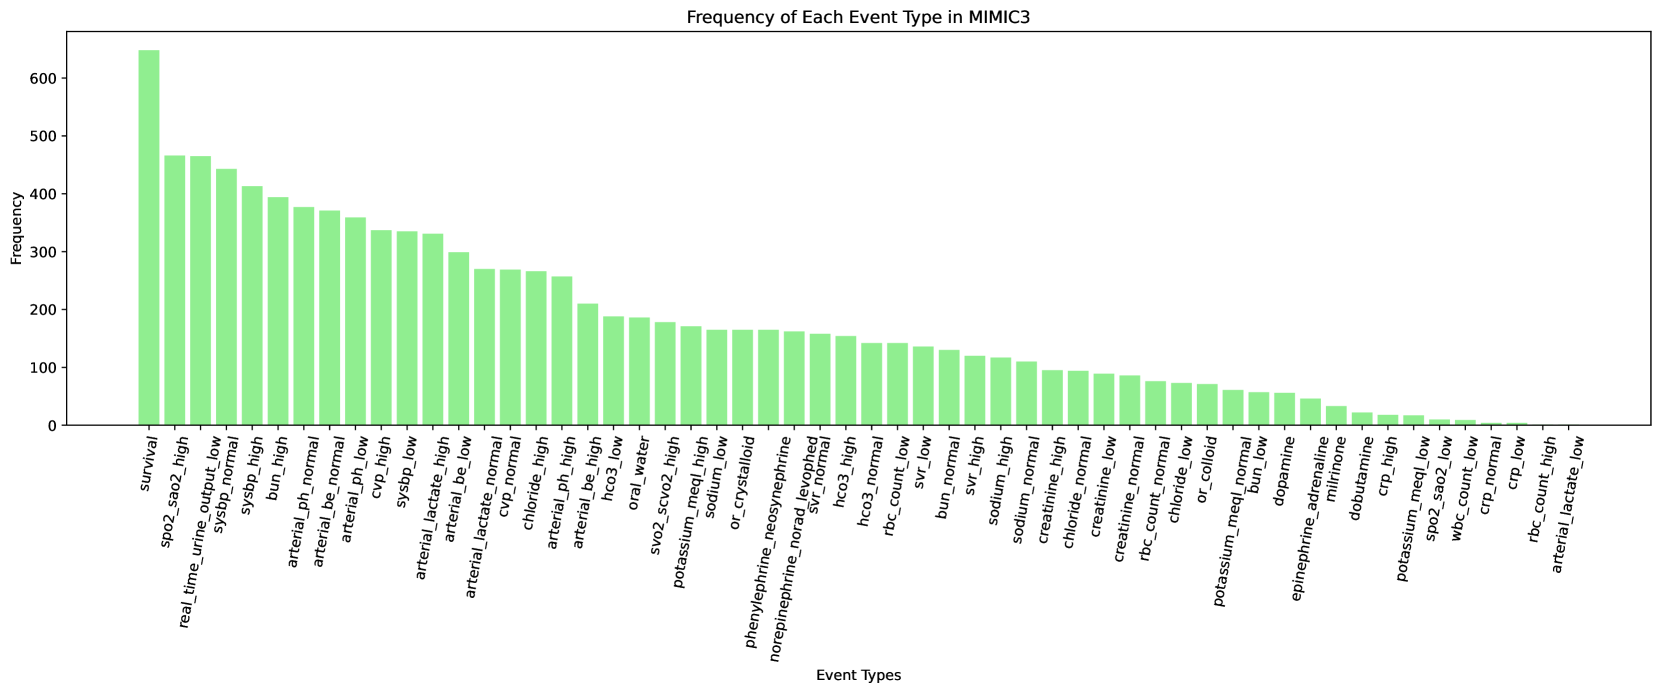 Frequency of Each Event Type in MIMIC3
Frequency
600
500
400
300
200
100
0
survival
spo2_sao2_high
real_time_urine_output_low
sysbp_normal
sysbp_high
bun_high
arterial_ph_normal
arterial_be_normal
arterial_ph_low
cvp_high
sysbp_low
arterial_lactate_high
arterial_be_low
arterial_lactate_normal
cvp_normal
chloride_high
arterial_ph_high
arterial_be_high
hco3_low
oral_water
svo2_scvo2_high
potassium_meql_high
sodium_low
or_crystalloid
phenylephrine_neosynephrine
norepinephrine_norad_levophed
svr_normal
hco3_high
hco3_normal
rbc_count_low
svr_low
bun_normal
svr_high
sodium_high
sodium_normal
creatinine_high
chloride_normal
creatinine_low
creatinine_normal
rbc_count_normal
chloride_low
or_colloid
potassium_meql_normal
bun_low
dopamine
epinephrine_adrenaline
milrinone
dobutamine
crp_high
potassium_meql_low
spo2_sao2_low
wbc_count_low
crp_normal
crp_low
rbc_count_high
arterial_lactate_low
Event Types